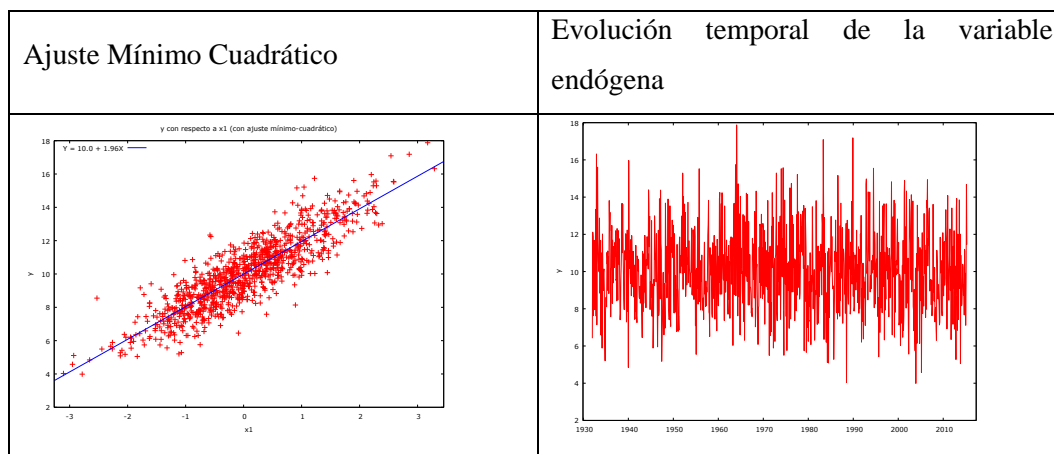 Ajuste Mínimo Cuadrático
Evolución temporal de la variable
endógena
y con respecto a x1 (con ajuste mínimo-cuadrático)
Y = 10.0 + 1.96X
18
16
14
12
10
8
6
4
2
y
-3 -2 -1 0 1 2 3
x1
18
16
14
12
10
8
6
4
2
y
1930 1940 1950 1960 1970 1980 1990 2000 2010